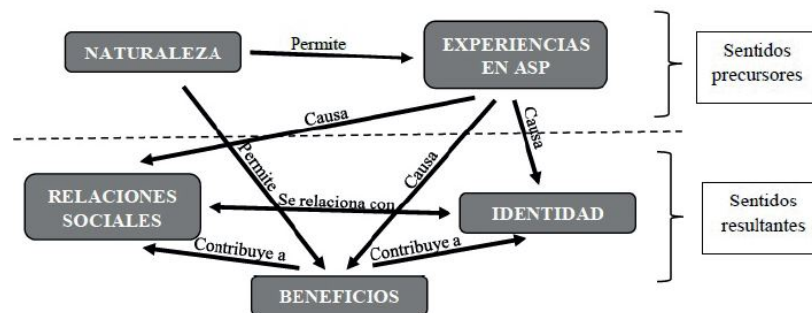 NATURALEZA
Permite
EXPERIENCIAS
EN ASP
Sentidos
precursores
Causa
Causa
Permite
Causa
RELACIONES
SOCIALES
Se relaciona con
IDENTIDAD
Sentidos
resultantes
Contribuye a
Contribuye a
BENEFICIOS